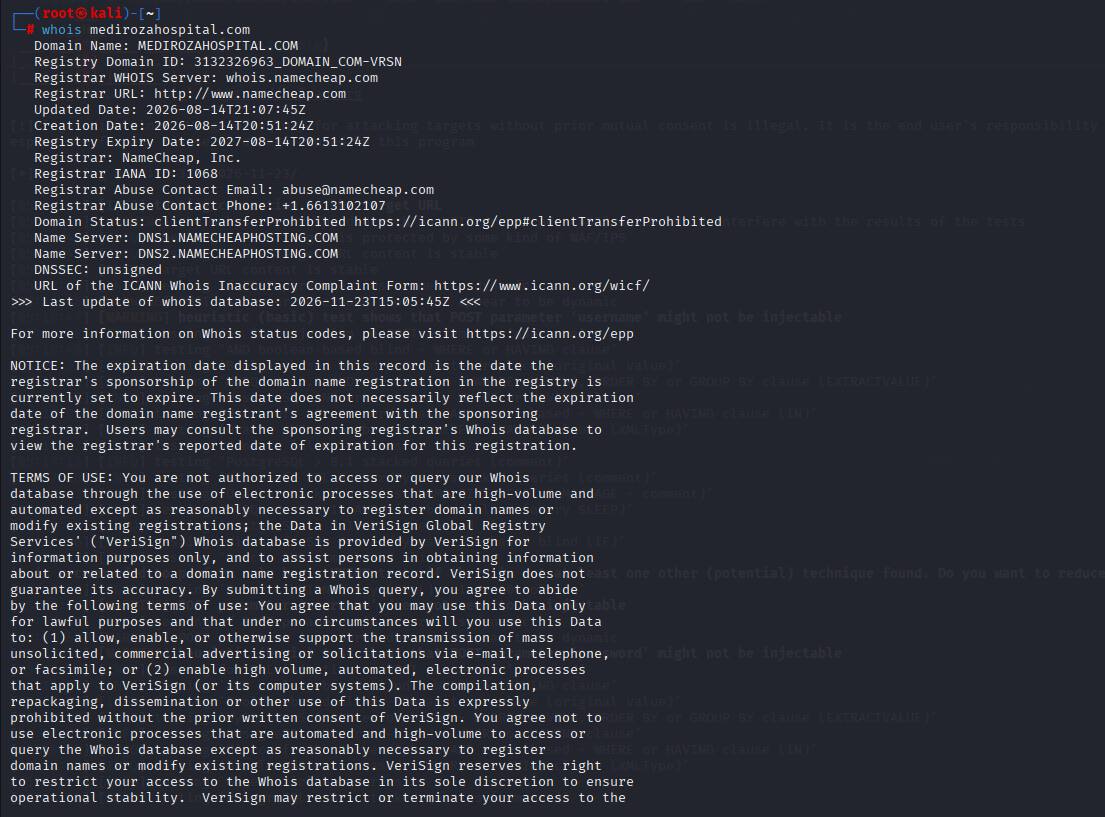 ┌──(root㉿kali)-[~]
└─# whois medirozahospital.com
Domain Name: MEDIROZAHOSPITAL.COM
Registry Domain ID: 3132326963_DOMAIN_COM-VRSN
Registrar WHOIS Server: whois.namecheap.com
Registrar URL: http://www.namecheap.com
Updated Date: 2026-08-14T21:07:45Z
Creation Date: 2026-08-14T20:51:24Z
Registry Expiry Date: 2027-08-14T20:51:24Z
Registrar: NameCheap, Inc.
Registrar IANA ID: 1068
Registrar Abuse Contact Email: abuse@namecheap.com
Registrar Abuse Contact Phone: +1.6613102107
Domain Status: clientTransferProhibited https://icann.org/epp#clientTransferProhibited
Name Server: DNS1.NAMECHEAPHOSTING.COM
Name Server: DNS2.NAMECHEAPHOSTING.COM
DNSSEC: unsigned
URL of the ICANN Whois Inaccuracy Complaint Form: https://www.icann.org/wicf/
>>> Last update of whois database: 2026-11-23T15:05:45Z <<<
For more information on Whois status codes, please visit https://icann.org/epp
NOTICE: The expiration date displayed in this record is the date the
registrar's sponsorship of the domain name registration in the registry is
currently set to expire. This date does not necessarily reflect the expiration
date of the domain name registrant's agreement with the sponsoring
registrar.  Users may consult the sponsoring registrar's Whois database to
view the registrar's reported date of expiration for this registration.
TERMS OF USE: You are not authorized to access or query our Whois
database through the use of electronic processes that are high-volume and
automated except as reasonably necessary to register domain names or
modify existing registrations; the Data in VeriSign Global Registry
Services' ("VeriSign") Whois database is provided by VeriSign for
information purposes only, and to assist persons in obtaining information
about or related to a domain name registration record. VeriSign does not
guarantee its accuracy. By submitting a Whois query, you agree to abide
by the following terms of use: You agree that you may use this Data only
for lawful purposes and that under no circumstances will you use this Data
to: (1) allow, enable, or otherwise support the transmission of mass
unsolicited, commercial advertising or solicitations via e-mail, telephone,
or facsimile; or (2) enable high volume, automated, electronic processes
that apply to VeriSign (or its computer systems). The compilation,
repackaging, dissemination or other use of this Data is expressly
prohibited without the prior written consent of VeriSign. You agree not to
use electronic processes that are automated and high-volume to access or
query the Whois database except as reasonably necessary to register
domain names or modify existing registrations. VeriSign reserves the right
to restrict your access to the Whois database in its sole discretion to ensure
operational stability.  VeriSign may restrict or terminate your access to the